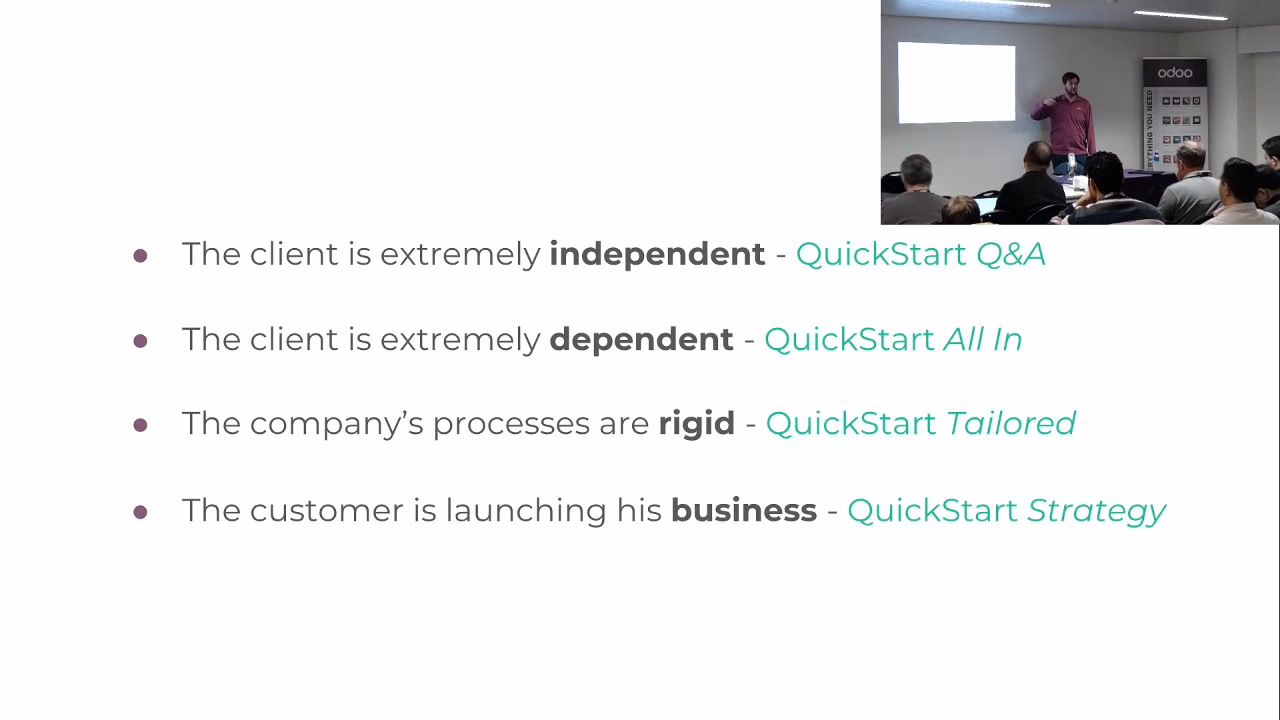 odoo
● The client is extremely independent - QuickStart Q&A
● The client is extremely dependent - QuickStart All In
● The company’s processes are rigid - QuickStart Tailored
● The customer is launching his business - QuickStart Strategy